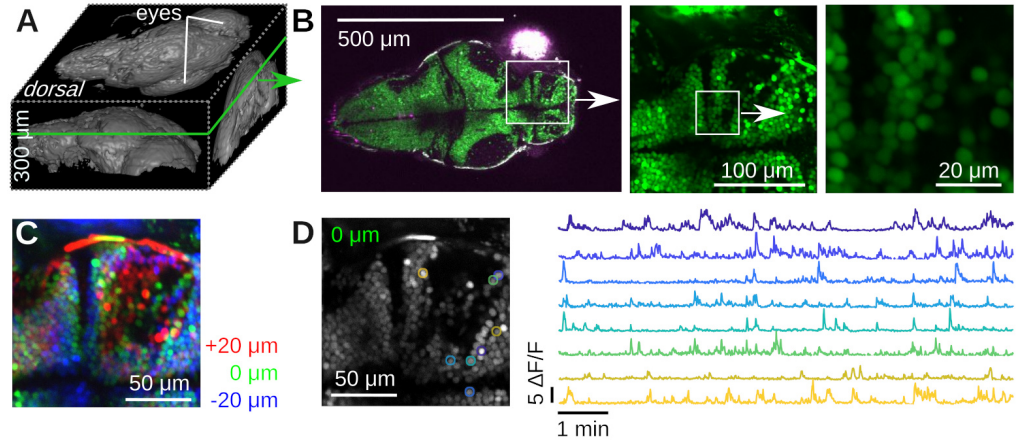 A
eyes
dorsal
300 µm
B
500 µm
100 µm
20 µm
C
+20 µm
0 µm
-20 µm
50 µm
D
0 µm
50 µm
5 ΔF/F
1 min